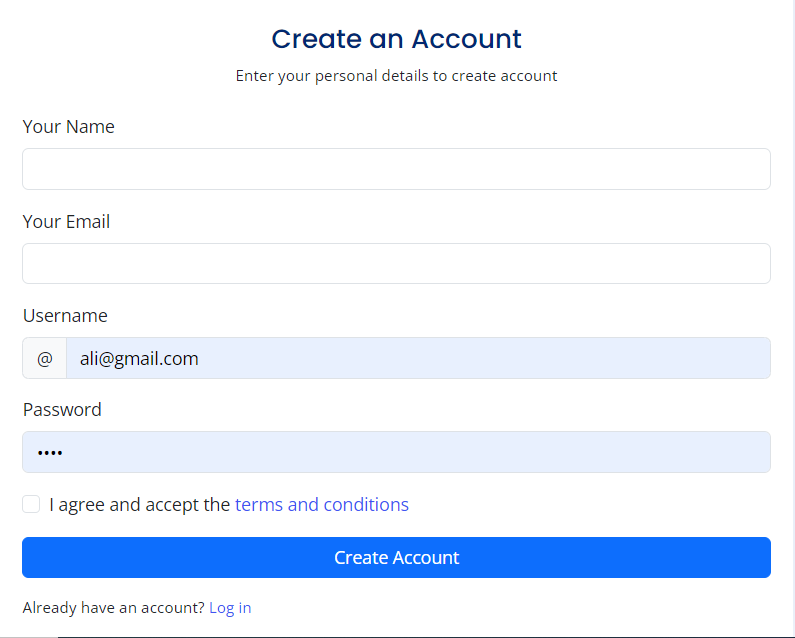 Create an Account
Enter your personal details to create account
Your Name
Your Email
Username
@ ali@gmail.com
Password
••••
I agree and accept the terms and conditions
Create Account
Already have an account? Log in